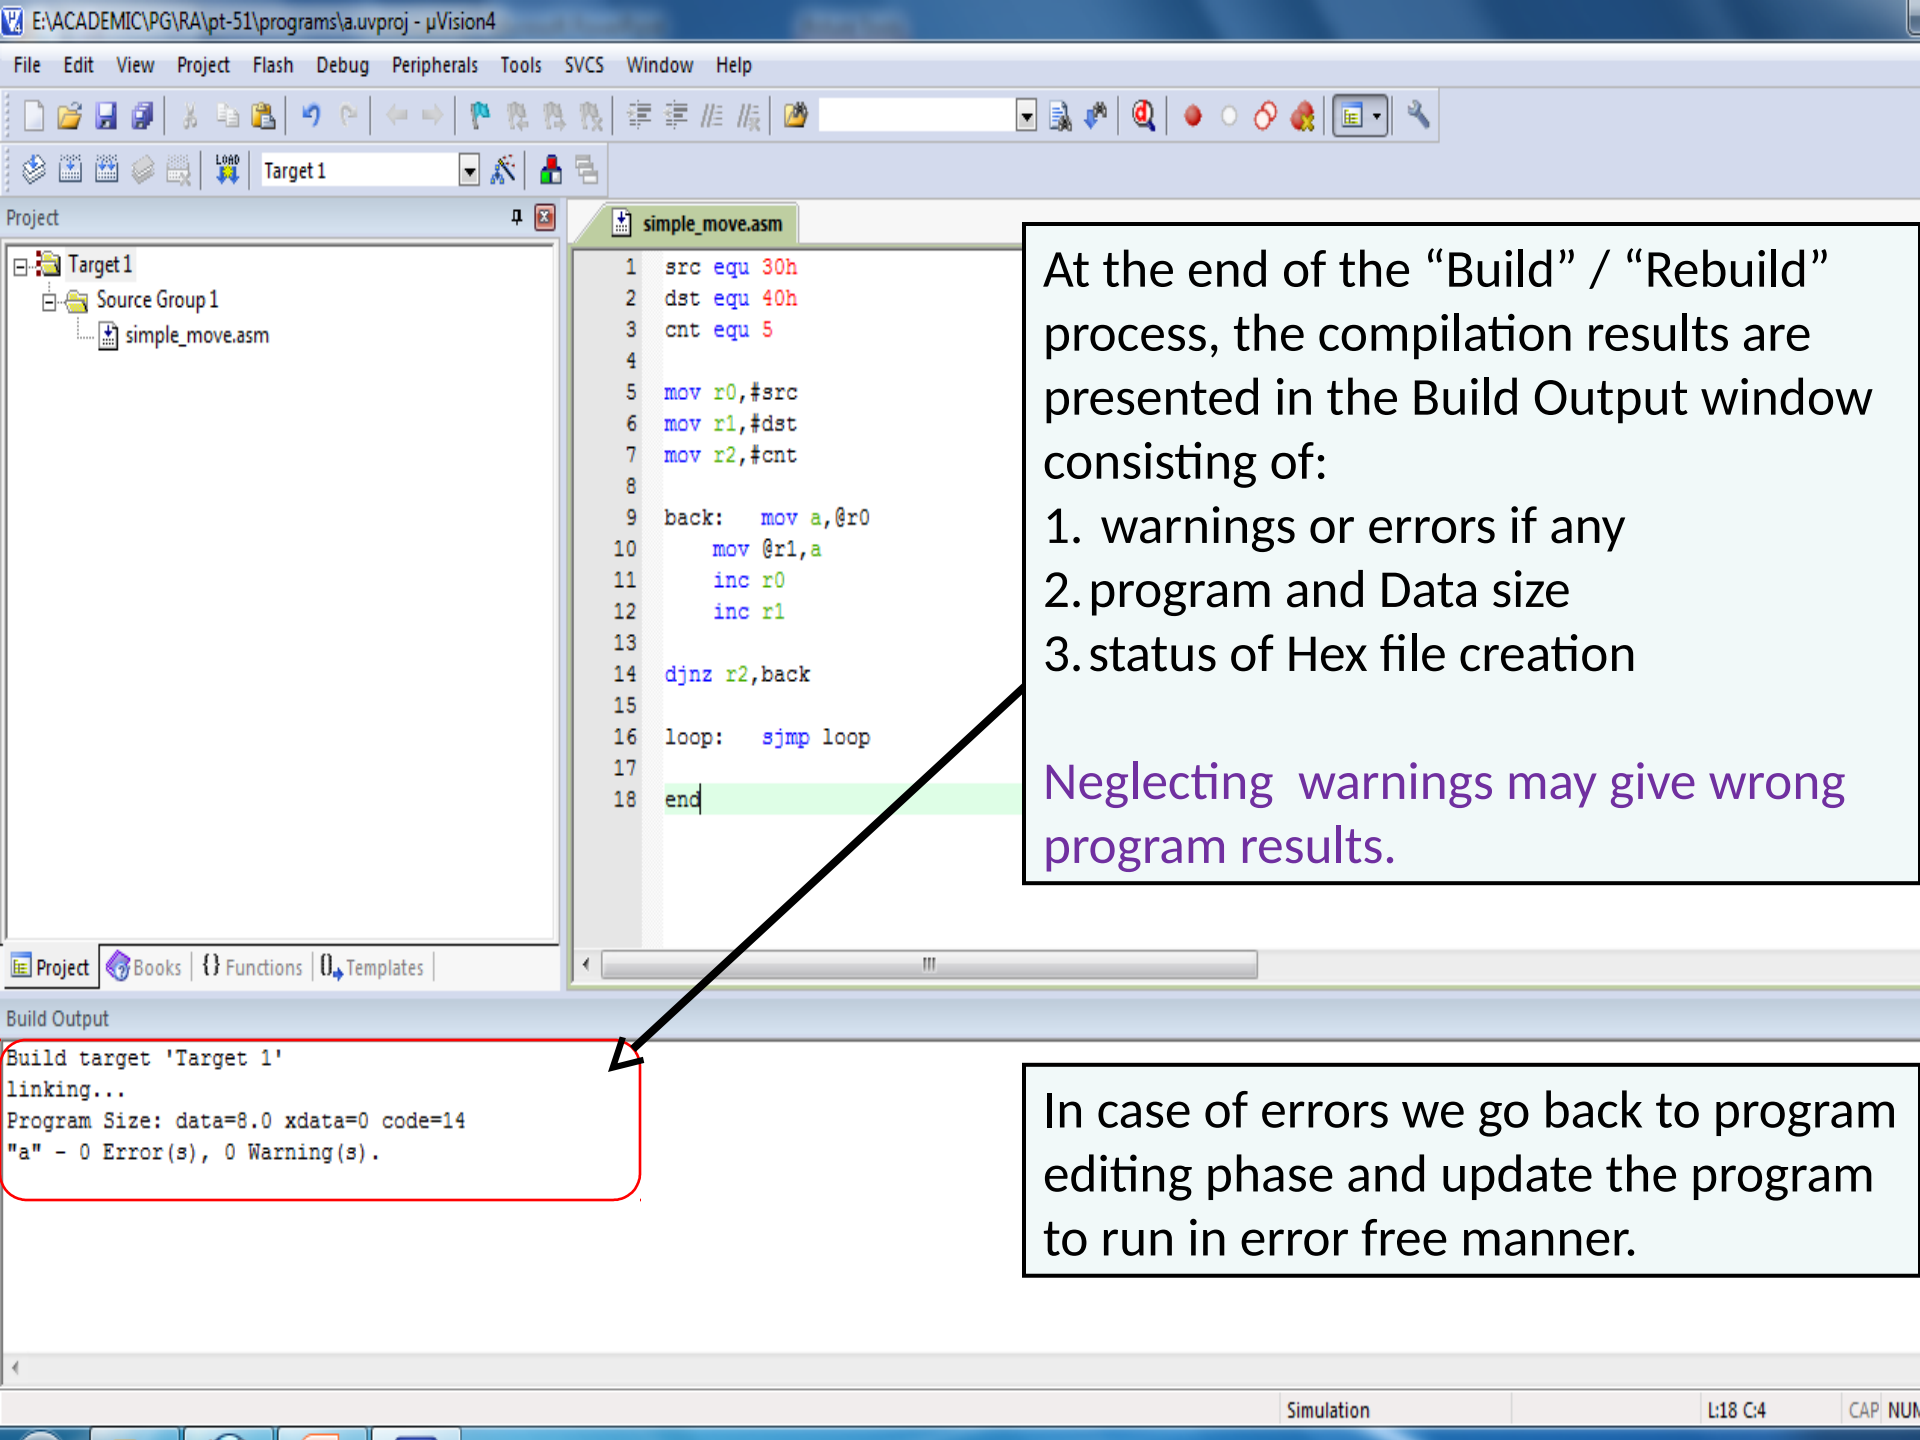 E:\ACADEMIC\PG\RA\pt-51\programs\a.uvproj - µVision4
File Edit View Project Flash Debug Peripherals Tools SVCS Window Help
LOAD Target 1
Project
simple_move.asm
Target 1
Source Group 1
simple_move.asm
1 src equ 30h
2 dst equ 40h
3 cnt equ 5
4
5 mov r0,#src
6 mov r1,#dst
7 mov r2,#cnt
8
9 back: mov a,@r0
10 mov @r1,a
11 inc r0
12 inc r1
13
14 djnz r2,back
15
16 loop: sjmp loop
17
18 end
At the end of the “Build” / “Rebuild”
process, the compilation results are
presented in the Build Output window
consisting of:
1. warnings or errors if any
2. program and Data size
3. status of Hex file creation
Neglecting warnings may give wrong
program results.
Project Books {} Functions Templates
Build Output
Build target 'Target 1'
linking...
Program Size: data=8.0 xdata=0 code=14
"a" - 0 Error(s), 0 Warning(s).
In case of errors we go back to program
editing phase and update the program
to run in error free manner.
Simulation L:18 C:4 CAP NUM